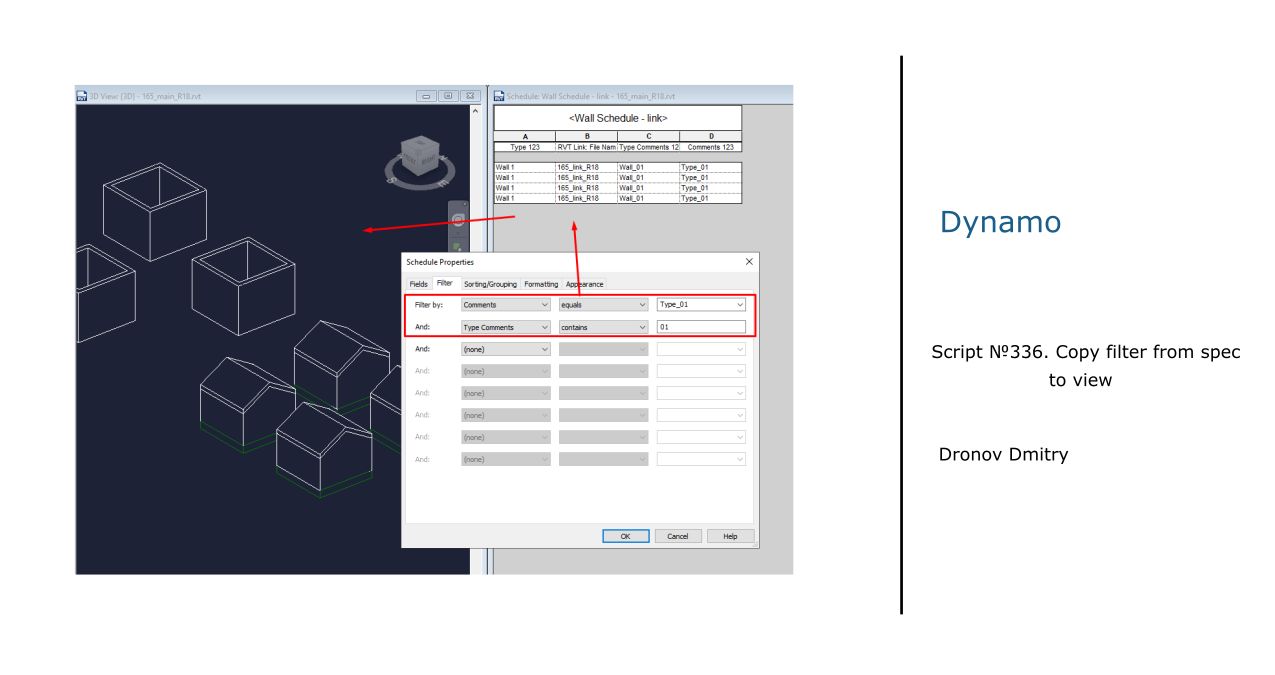 3D View: {3D} - 165_main_R18.rvt
Schedule: Wall Schedule - link - 165_main_R18.rvt
<Wall Schedule - link>
A B C D
Type 123 RVT Link: File Nam Type Comments 12 Comments 123
Wall 1 165_link_R18 Wall_01 Type_01
Wall 1 165_link_R18 Wall_01 Type_01
Wall 1 165_link_R18 Wall_01 Type_01
Wall 1 165_link_R18 Wall_01 Type_01
Schedule Properties
Fields Filter Sorting/Grouping Formatting Appearance
Filter by: Comments equals Type_01
And: Type Comments contains 01
And: (none)
And: (none)
And: (none)
And: (none)
And: (none)
And: (none)
OK Cancel Help
Dynamo
Script №336. Copy filter from spec
to view
Dronov Dmitry